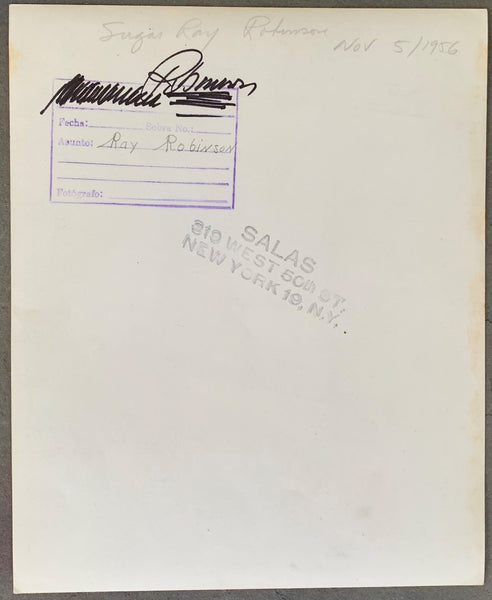 Sugar Ray Robinson
Nov 5/1956
Fecha: Sobre No.:
Asunto: Ray Robinson
Fotógrafo:
SALAS
319 WEST 50th ST.
NEW YORK 19, N.Y.